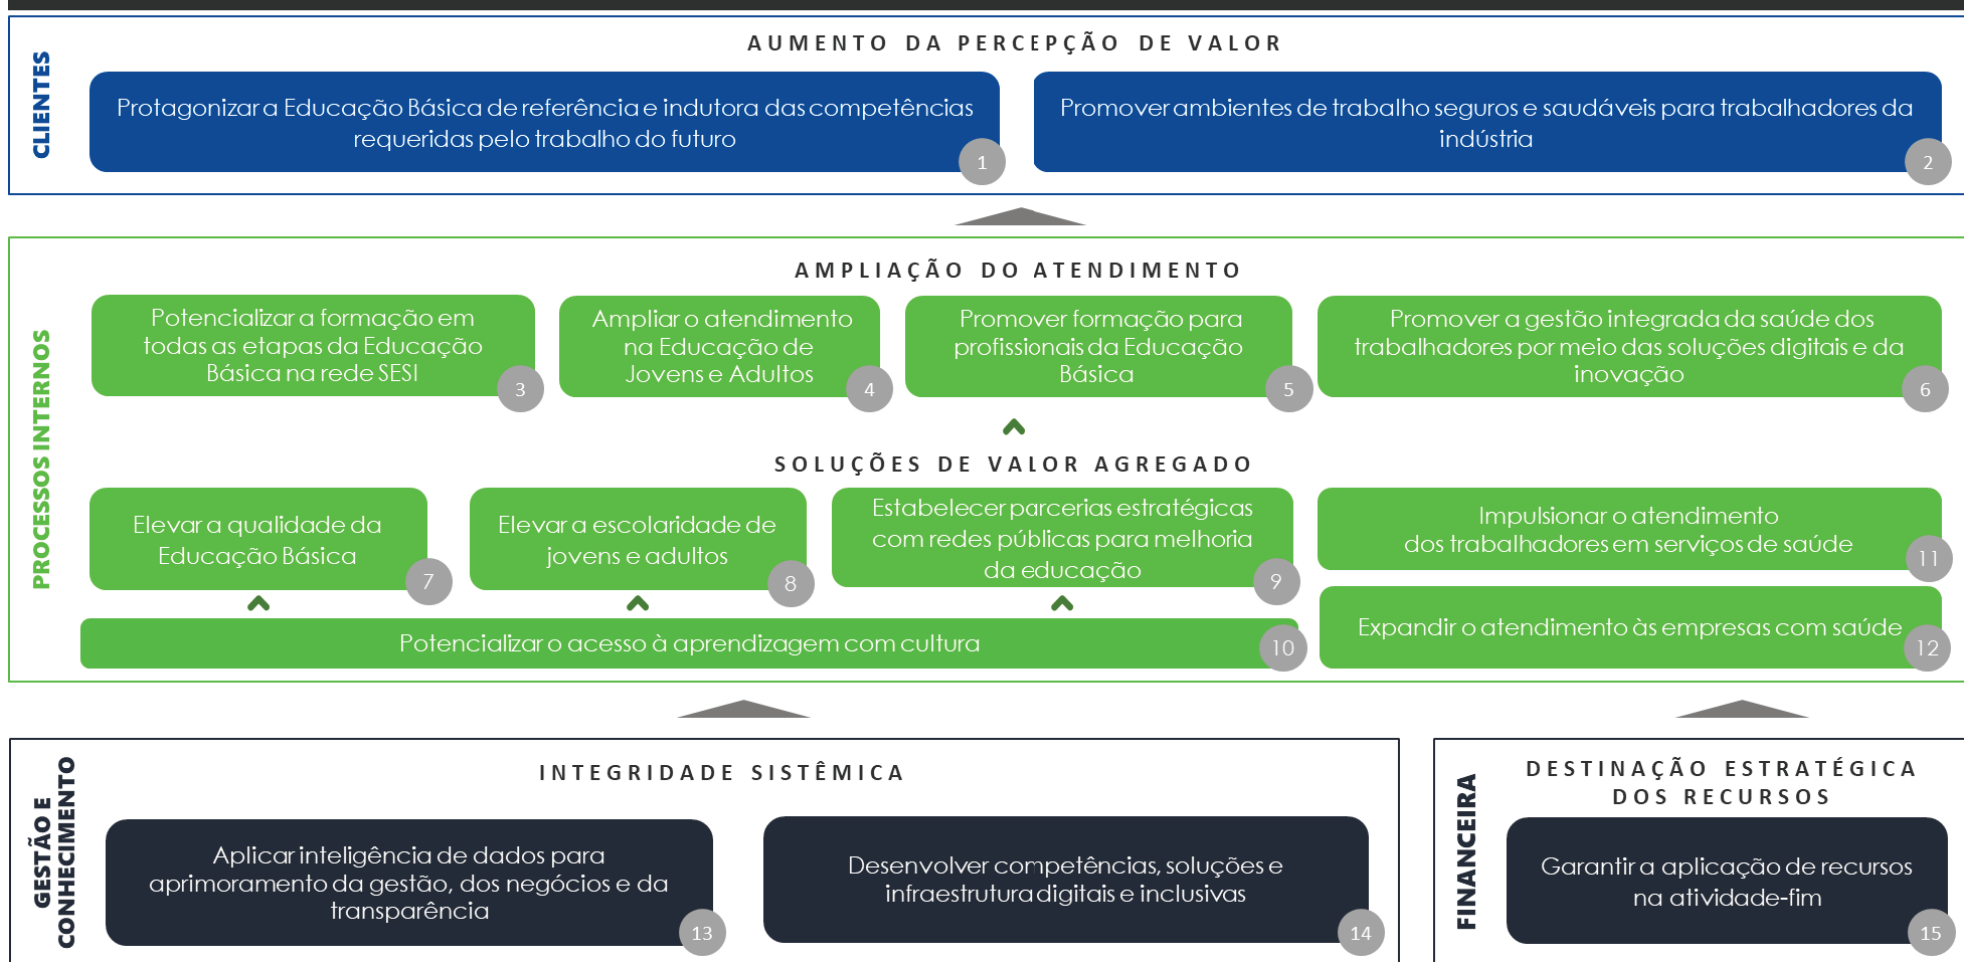 CLIENTES
AUMENTO DA PERCEPÇÃO DE VALOR
Protagonizar a Educação Básica de referência e indutora das competências
requeridas pelo trabalho do futuro
1
Promover ambientes de trabalho seguros e saudáveis para trabalhadores da
indústria
2
PROCESSOS INTERNOS
AMPLIAÇÃO DO ATENDIMENTO
Potencializar a formação em
todas as etapas da Educação
Básica na rede SESI
3
Ampliar o atendimento
na Educação de
Jovens e Adultos
4
Promover formação para
profissionais da Educação
Básica
5
Promover a gestão integrada da saúde dos
trabalhadores por meio das soluções digitais e da
inovação
6
SOLUÇÕES DE VALOR AGREGADO
Elevar a qualidade da
Educação Básica
7
Elevar a escolaridade de
jovens e adultos
8
Estabelecer parcerias estratégicas
com redes públicas para melhoria
da educação
9
Impulsionar o atendimento
dos trabalhadores em serviços de saúde
11
Potencializar o acesso à aprendizagem com cultura
10
Expandir o atendimento às empresas com saúde
12
GESTÃO E
CONHECIMENTO
INTEGRIDADE SISTÊMICA
Aplicar inteligência de dados para
aprimoramento da gestão, dos negócios e da
transparência
13
Desenvolver competências, soluções e
infraestrutura digitais e inclusivas
14
FINANCEIRA
DESTINAÇÃO ESTRATÉGICA
DOS RECURSOS
Garantir a aplicação de recursos
na atividade-fim
15